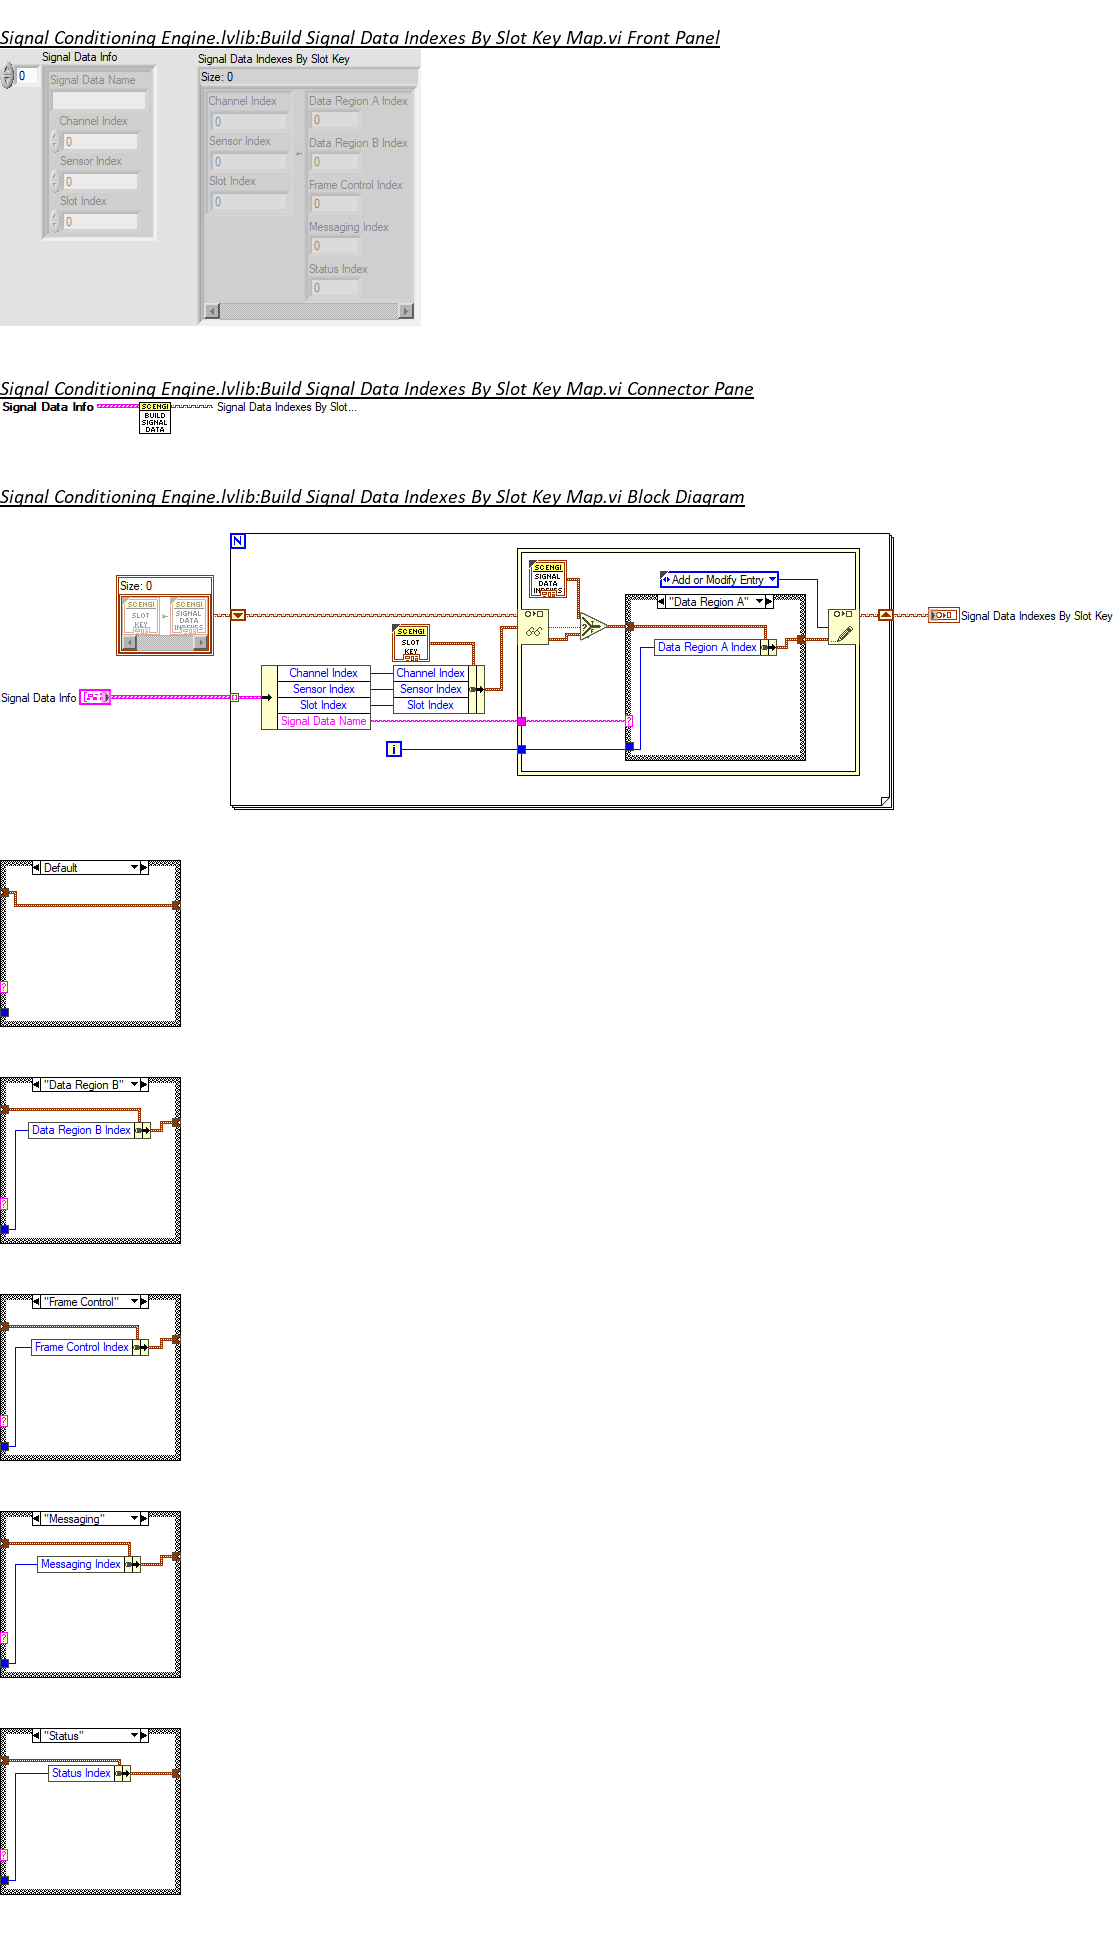 Signal Conditioning Engine.lvlib:Build Signal Data Indexes By Slot Key Map.vi Front Panel
Signal Data Info
Signal Data Indexes By Slot Key
0
Size: 0
Signal Data Name
Channel Index
0
Sensor Index
0
Slot Index
0
Channel Index
0
Sensor Index
0
Slot Index
0
Data Region A Index
0
Data Region B Index
0
Frame Control Index
0
Messaging Index
0
Status Index
0
Signal Conditioning Engine.lvlib:Build Signal Data Indexes By Slot Key Map.vi Connector Pane
Signal Data Info
SCENGI
BUILD
SIGNAL
DATA
Signal Data Indexes By Slot...
Signal Conditioning Engine.lvlib:Build Signal Data Indexes By Slot Key Map.vi Block Diagram
N
Size: 0
SCENGI
SLOT
KEY
SCENGI
SIGNAL
DATA
INDEXES
SCENGI
SIGNAL
DATA
INDEXES
Add or Modify Entry
"Data Region A"
Data Region A Index
Signal Data Indexes By Slot Key
SCENGI
SLOT
KEY
Channel Index
Channel Index
Sensor Index
Sensor Index
Slot Index
Slot Index
Signal Data Name
Signal Data Info
i
?
Default
?
"Data Region B"
Data Region B Index
?
"Frame Control"
Frame Control Index
?
"Messaging"
Messaging Index
?
"Status"
Status Index
?